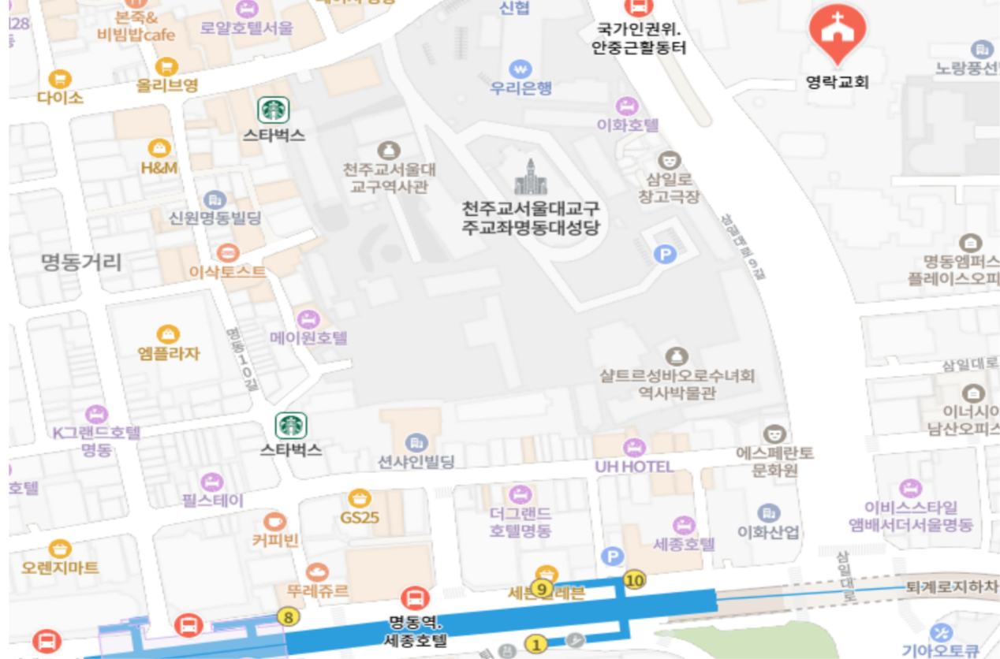 신협
국가인권위.
안중근활동터
본죽&
비빔밥cafe
로얄호텔서울
영락교회
노랑풍선
다이소
올리브영
우리은행
스타벅스
이화호텔
H&M
천주교서울대
교구역사관
삼일로
창고극장
신원명동빌딩
천주교서울대교구
주교좌명동대성당
P
명동거리
이삭토스트
명동엠퍼스
플레이스오피
메이원호텔
엠플라자
명동10길
샬트르성바오로수녀회
역사박물관
삼일대로
이너시아
남산오피스
K그랜드호텔
명동
스타벅스
션샤인빌딩
UH HOTEL
에스페란토
문화원
호텔
필스테이
GS25
더그랜드
호텔명동
세종호텔
이화산업
이비스스타일
앰배서더서울명동
커피빈
오렌지마트
P
뚜레쥬르
세븐일레븐
9
10
삼일대로
퇴계로지하차
8
명동역.
세종호텔
1
기아오토큐